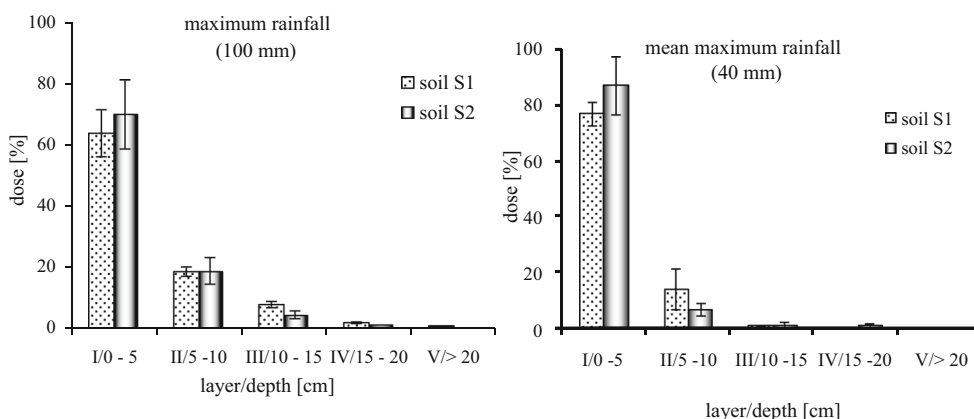 maximum rainfall
(100 mm)
soil S1
soil S2
dose [%]
100
80
60
40
20
0
I/0 - 5 II/5 -10 III/10 - 15 IV/15 - 20 V/> 20
layer/depth [cm]
mean maximum rainfall
(40 mm)
soil S1
soil S2
dose [%]
100
80
60
40
20
0
I/0 - 5 II/5 -10 III/10 - 15 IV/15 -20 V/> 20
layer/depth [cm]